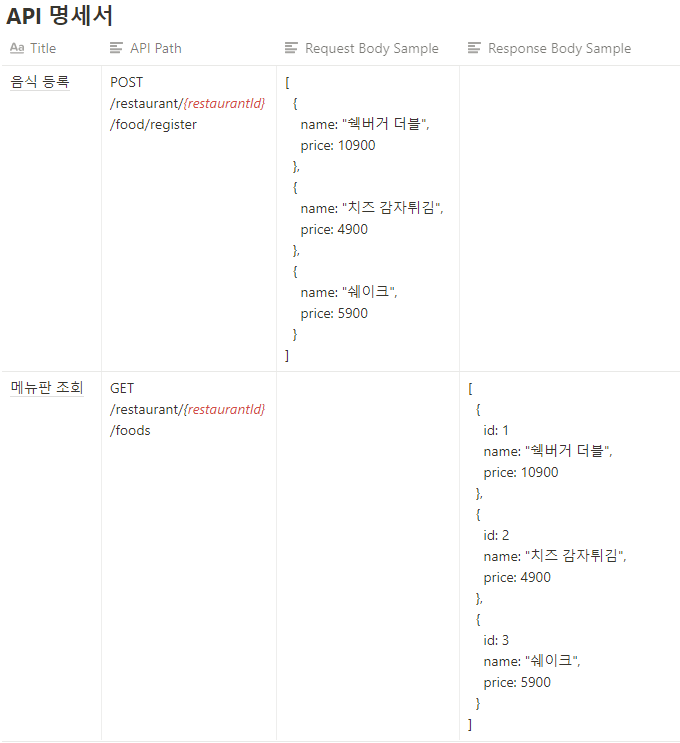 API 명세서
Title
API Path
Request Body Sample
Response Body Sample
음식 등록
POST
/restaurant/{restaurantId}
/food/register
[
{
name: "쉑버거 더블",
price: 10900
},
{
name: "치즈 감자튀김",
price: 4900
},
{
name: "쉐이크",
price: 5900
}
]
메뉴판 조회
GET
/restaurant/{restaurantId}
/foods
[
{
id: 1
name: "쉑버거 더블",
price: 10900
},
{
id: 2
name: "치즈 감자튀김",
price: 4900
},
{
id: 3
name: "쉐이크",
price: 5900
}
]